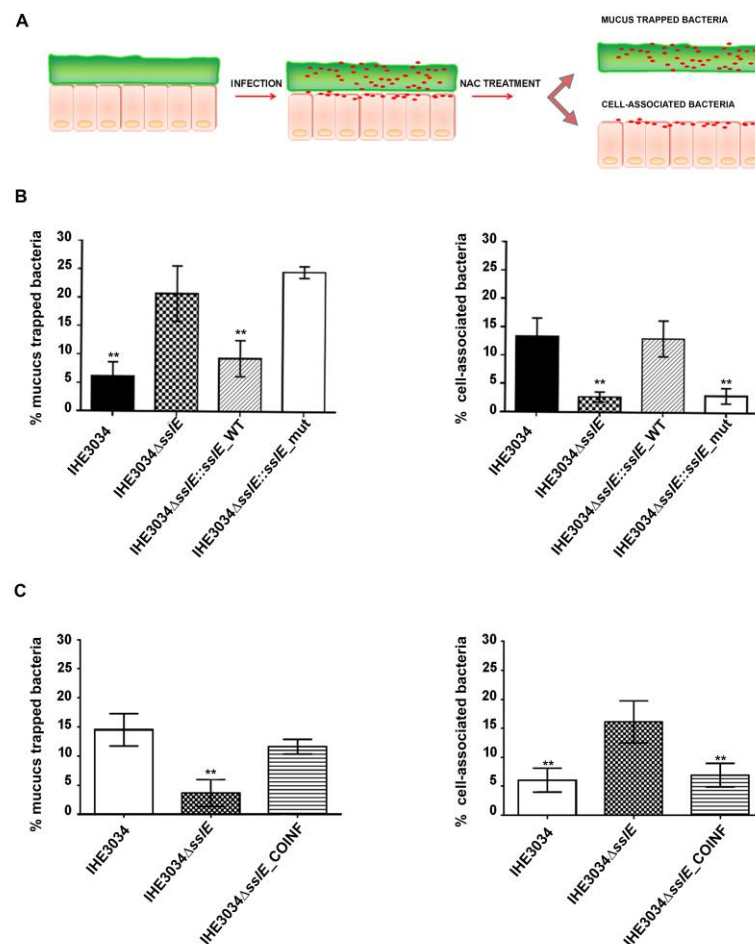 A
INFECTION
NAC TREATMENT
MUCUS TRAPPED BACTERIA
CELL-ASSOCIATED BACTERIA
B
% mucucs trapped bacteria
30
25
20
15
10
5
0
**
**
IHE3034
IHE3034ΔsslE
IHE3034ΔsslE::sslE_WT
IHE3034ΔsslE::sslE_mut
% cell-associated bacteria
30
25
20
15
10
5
0
**
**
IHE3034
IHE3034ΔsslE
IHE3034ΔsslE::sslE_WT
IHE3034ΔsslE::sslE_mut
C
% mucucs trapped bacteria
30
25
20
15
10
5
0
**
IHE3034
IHE3034ΔsslE
IHE3034ΔsslE_COINF
% cell-associated bacteria
30
25
20
15
10
5
0
**
**
IHE3034
IHE3034ΔsslE
IHE3034ΔsslE_COINF